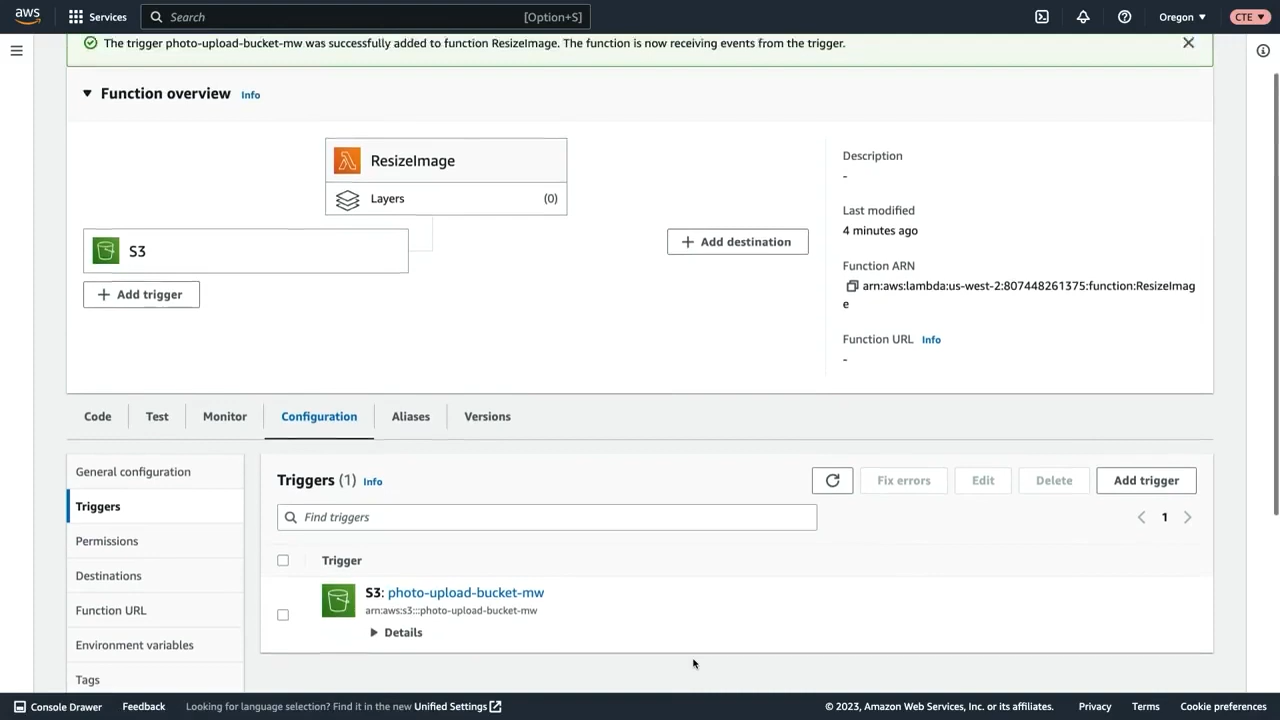 aws
Services
Search
[Option+S]
Oregon ▼
CTE ▼
The trigger photo-upload-bucket-mw was successfully added to function ResizeImage. The function is now receiving events from the trigger.
Function overview Info
ResizeImage
Layers
(0)
S3
+ Add trigger
+ Add destination
Description
-
Last modified
4 minutes ago
Function ARN
arn:aws:lambda:us-west-2:807448261375:function:ResizeImag
e
Function URL Info
-
Code
Test
Monitor
Configuration
Aliases
Versions
General configuration
Triggers
Permissions
Destinations
Function URL
Environment variables
Tags
Triggers (1) Info
Fix errors
Edit
Delete
Add trigger
Find triggers
1
Trigger
S3: photo-upload-bucket-mw
arn:aws:s3:::photo-upload-bucket-mw
Details
Console Drawer
Feedback
Looking for language selection? Find it in the new Unified Settings
© 2023, Amazon Web Services, Inc. or its affiliates.
Privacy
Terms
Cookie preferences